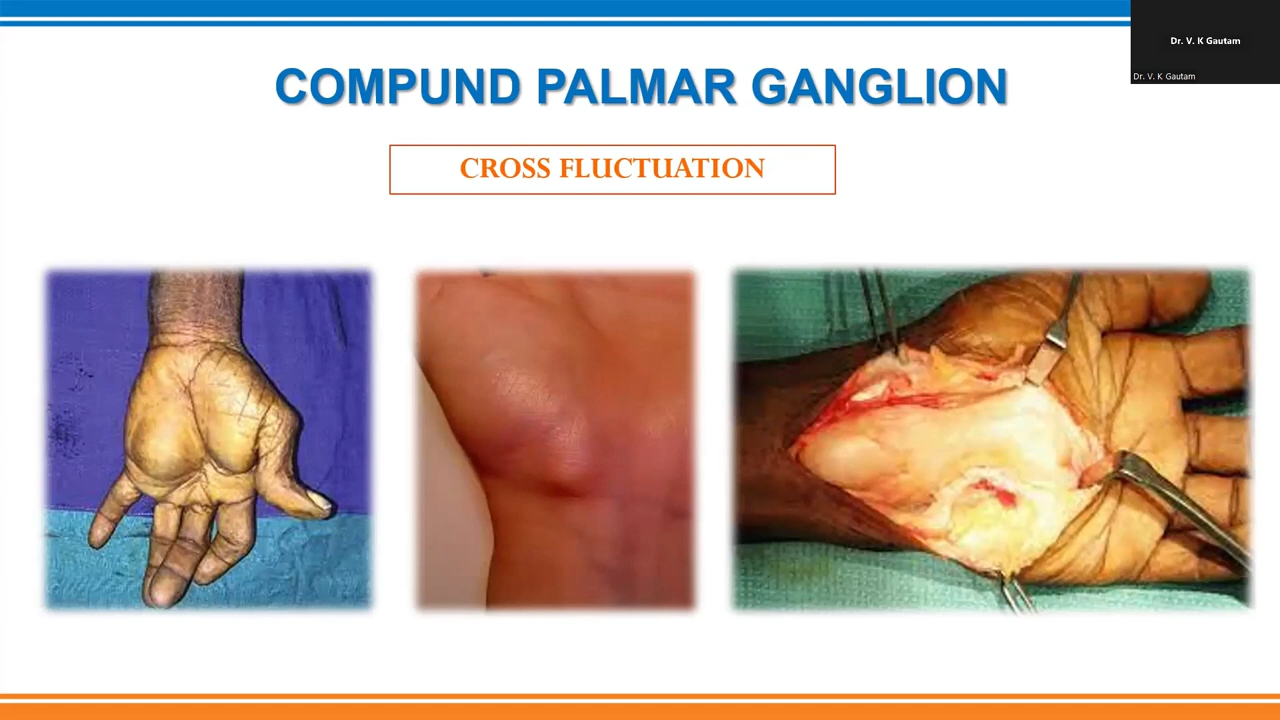 Dr. V. K Gautam
Dr. V. K Gautam
COMPUND PALMAR GANGLION
CROSS FLUCTUATION